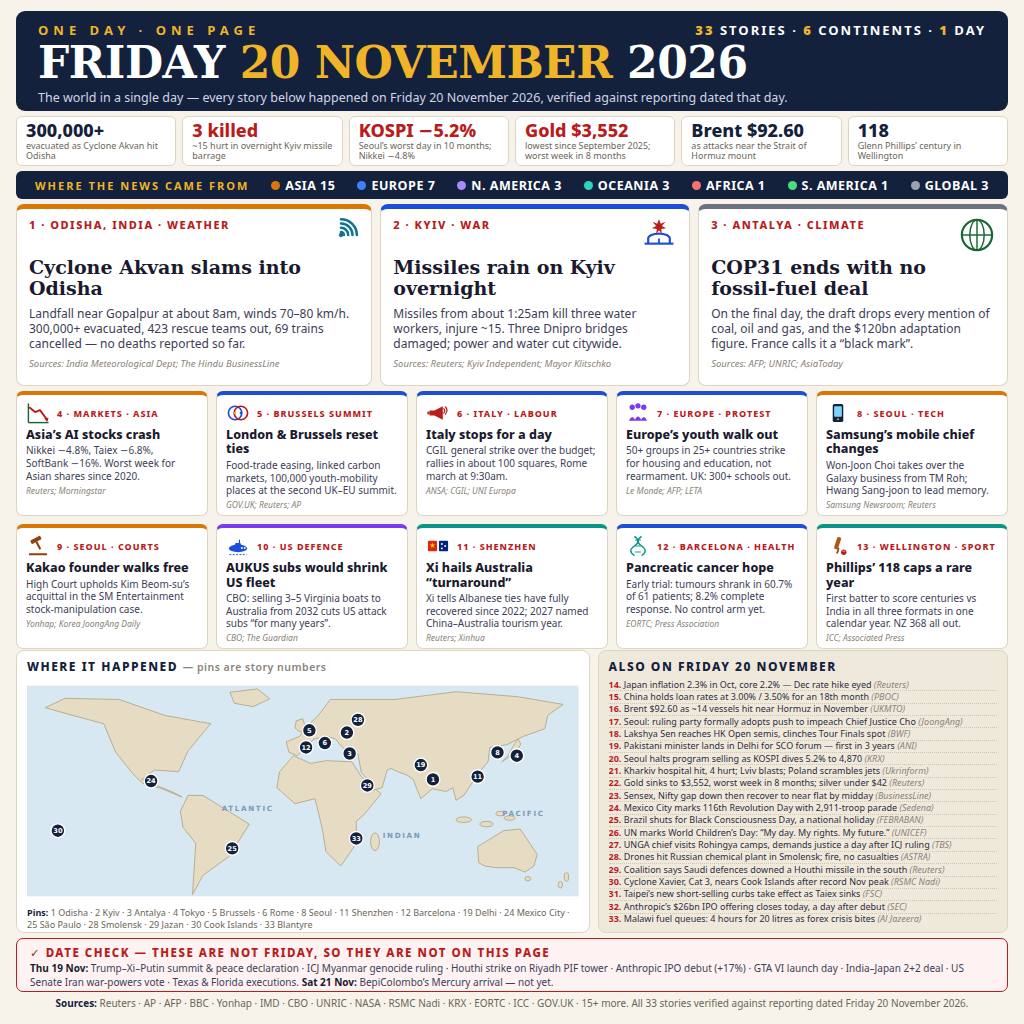 ONE DAY · ONE PAGE
33 STORIES · 6 CONTINENTS · 1 DAY
FRIDAY 20 NOVEMBER 2026
The world in a single day — every story below happened on Friday 20 November 2026, verified against reporting dated that day.
300,000+
evacuated as Cyclone Akvan hit
Odisha
3 killed
~15 hurt in overnight Kyiv missile
barrage
KOSPI −5.2%
Seoul’s worst day in 10 months;
Nikkei −4.8%
Gold $3,552
lowest since September 2025;
worst week in 8 months
Brent $92.60
as attacks near the Strait of
Hormuz mount
118
Glenn Phillips’ century in
Wellington
WHERE THE NEWS CAME FROM
ASIA 15
EUROPE 7
N. AMERICA 3
OCEANIA 3
AFRICA 1
S. AMERICA 1
GLOBAL 3
1 · ODISHA, INDIA · WEATHER
Cyclone Akvan slams into
Odisha
Landfall near Gopalpur at about 8am, winds 70–80 km/h.
300,000+ evacuated, 423 rescue teams out, 69 trains
cancelled — no deaths reported so far.
Sources: India Meteorological Dept; The Hindu BusinessLine
2 · KYIV · WAR
Missiles rain on Kyiv
overnight
Missiles from about 1:25am kill three water
workers, injure ~15. Three Dnipro bridges
damaged; power and water cut citywide.
Sources: Reuters; Kyiv Independent; Mayor Klitschko
3 · ANTALYA · CLIMATE
COP31 ends with no
fossil-fuel deal
On the final day, the draft drops every mention of
coal, oil and gas, and the $120bn adaptation
figure. France calls it a “black mark”.
Sources: AFP; UNRIC; AsiaToday
4 · MARKETS · ASIA
Asia’s AI stocks crash
Nikkei −4.8%, Taiex −6.8%,
SoftBank −16%. Worst week for
Asian shares since 2020.
Reuters; Morningstar
5 · BRUSSELS SUMMIT
London & Brussels reset
ties
Food-trade easing, linked carbon
markets, 100,000 youth-mobility
places at the second UK–EU summit.
GOV.UK; Reuters; AP
6 · ITALY · LABOUR
Italy stops for a day
CGIL general strike over the budget;
rallies in about 100 squares, Rome
march at 9:30am.
ANSA; CGIL; UNI Europa
7 · EUROPE · PROTEST
Europe’s youth walk out
50+ groups in 25+ countries strike
for housing and education, not
rearmament. UK: 300+ schools out.
Le Monde; AFP; LETA
8 · SEOUL · TECH
Samsung’s mobile chief
changes
Won-Joon Choi takes over the
Galaxy business from TM Roh;
Hwang Sang-joon to lead memory.
Samsung Newsroom; Reuters
9 · SEOUL · COURTS
Kakao founder walks free
High Court upholds Kim Beom-su’s
acquittal in the SM Entertainment
stock-manipulation case.
Yonhap; Korea JoongAng Daily
10 · US DEFENCE
AUKUS subs would shrink
US fleet
CBO: selling 3–5 Virginia boats to
Australia from 2032 cuts US attack
subs “for many years”.
CBO; The Guardian
11 · SHENZHEN
Xi hails Australia
“turnaround”
Xi tells Albanese ties have fully
recovered since 2022; 2027 named
China–Australia tourism year.
Reuters; Xinhua
12 · BARCELONA · HEALTH
Pancreatic cancer hope
Early trial: tumours shrank in 60.7%
of 61 patients; 8.2% complete
response. No control arm yet.
EORTC; Press Association
13 · WELLINGTON · SPORT
Phillips’ 118 caps a rare
year
First batter to score centuries vs
India in all three formats in one
calendar year. NZ 368 all out.
ICC; Associated Press
WHERE IT HAPPENED — pins are story numbers
28
5
2
12
6
3
8
4
19
1
11
24
29
ATLANTIC
PACIFIC
30
INDIAN
33
25
Pins: 1 Odisha · 2 Kyiv · 3 Antalya · 4 Tokyo · 5 Brussels · 6 Rome · 8 Seoul · 11 Shenzhen · 12 Barcelona · 19 Delhi · 24 Mexico City ·
25 São Paulo · 28 Smolensk · 29 Jazan · 30 Cook Islands · 33 Blantyre
ALSO ON FRIDAY 20 NOVEMBER
14. Japan inflation 2.3% in Oct, core 2.2% — Dec rate hike eyed (Reuters)
15. China holds loan rates at 3.00% / 3.50% for an 18th month (PBOC)
16. Brent $92.60 as ~14 vessels hit near Hormuz in November (UKMTO)
17. Seoul: ruling party formally adopts push to impeach Chief Justice Cho (JoongAng)
18. Lakshya Sen reaches HK Open semis, clinches Tour Finals spot (BWF)
19. Pakistani minister lands in Delhi for SCO forum — first in 3 years (ANI)
20. Seoul halts program selling as KOSPI dives 5.2% to 4,870 (KRX)
21. Kharkiv hospital hit, 4 hurt; Lviv blasts; Poland scrambles jets (Ukrinform)
22. Gold sinks to $3,552, worst week in 8 months; silver under $42 (Reuters)
23. Sensex, Nifty gap down then recover to near flat by midday (BusinessLine)
24. Mexico City marks 116th Revolution Day with 2,911-troop parade (Sedena)
25. Brazil shuts for Black Consciousness Day, a national holiday (FEBRABAN)
26. UN marks World Children’s Day: “My day. My rights. My future.” (UNICEF)
27. UNGA chief visits Rohingya camps, demands justice a day after ICJ ruling (TBS)
28. Drones hit Russian chemical plant in Smolensk; fire, no casualties (ASTRA)
29. Coalition says Saudi defences downed a Houthi missile in the south (Reuters)
30. Cyclone Xavier, Cat 3, nears Cook Islands after record Nov peak (RSMC Nadi)
31. Taipei’s new short-selling curbs take effect as Taiex sinks (FSC)
32. Anthropic’s $26bn IPO offering closes today, a day after debut (SEC)
33. Malawi fuel queues: 4 hours for 20 litres as forex crisis bites (Al Jazeera)
✓ DATE CHECK — THESE ARE NOT FRIDAY, SO THEY ARE NOT ON THIS PAGE
Thu 19 Nov: Trump–Xi–Putin summit & peace declaration · ICJ Myanmar genocide ruling · Houthi strike on Riyadh PIF tower · Anthropic IPO debut (+17%) · GTA VI launch day · India–Japan 2+2 deal · US
Senate Iran war-powers vote · Texas & Florida executions. Sat 21 Nov: BepiColombo’s Mercury arrival — not yet.
Sources: Reuters · AP · AFP · BBC · Yonhap · IMD · CBO · UNRIC · NASA · RSMC Nadi · KRX · EORTC · ICC · GOV.UK · 15+ more. All 33 stories verified against reporting dated Friday 20 November 2026.